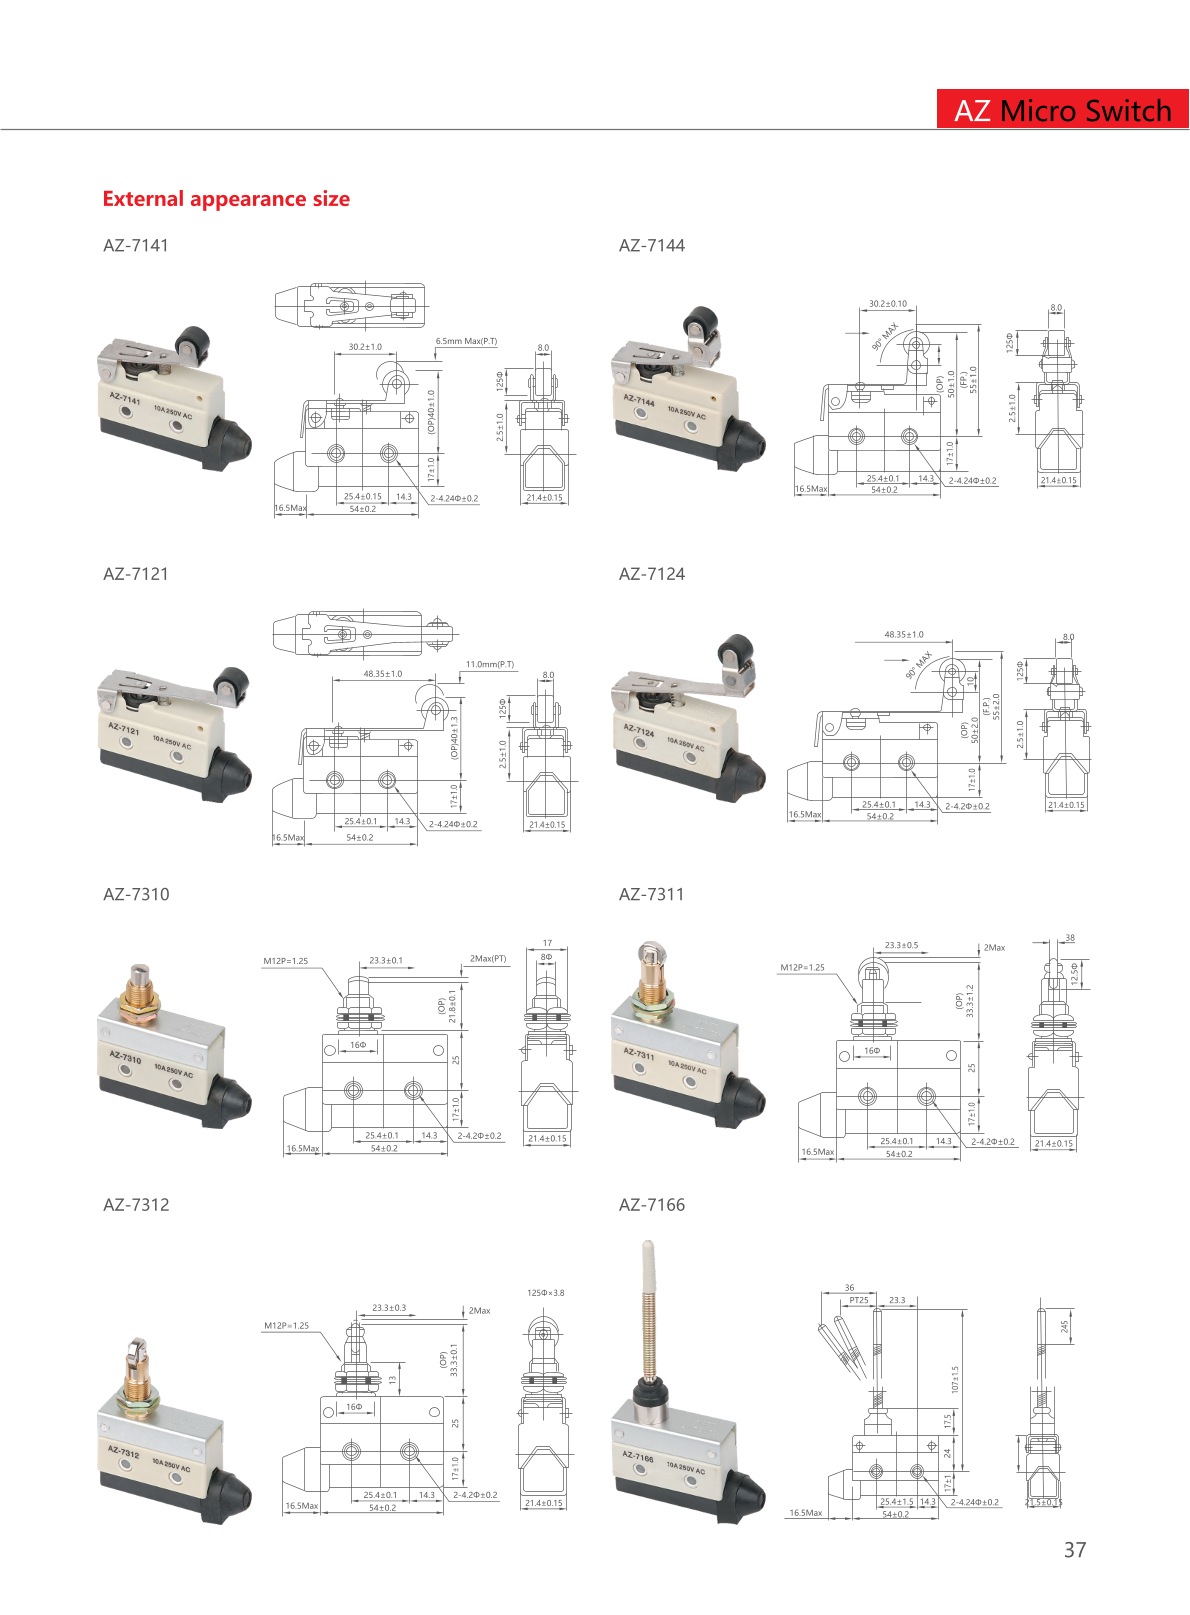 AZ Micro Switch
External appearance size
AZ-7141
AZ-7141
10A 250V AC
30.2±1.0
6.5mm Max(P.T)
(OP)40±1.0
17±1.0
25.4±0.15
14.3
2-4.24Φ±0.2
16.5Max
54±0.2
8.0
125Φ
2.5±1.0
21.4±0.15
AZ-7144
AZ-7144
10A 250V AC
30.2±0.10
90° MAX
(OP)
50±1.0
(FP.)
55±1.0
17±1.0
25.4±0.1
14.3
2-4.24Φ±0.2
16.5Max
54±0.2
8.0
125Φ
2.5±1.0
21.4±0.15
AZ-7121
AZ-7121
10A 250V AC
48.35±1.0
11.0mm(P.T)
(OP)40±1.3
17±1.0
25.4±0.1
14.3
2-4.24Φ±0.2
16.5Max
54±0.2
8.0
125Φ
2.5±1.0
21.4±0.15
AZ-7124
AZ-7124
10A 250V AC
48.35±1.0
90° MAX
10
(OP)
50±2.0
(F.P.)
55±2.0
17±1.0
25.4±0.1
14.3
2-4.2Φ±0.2
16.5Max
54±0.2
8.0
125Φ
2.5±1.0
21.4±0.15
AZ-7310
AZ-7310
10A 250V AC
M12P=1.25
23.3±0.1
2Max(PT)
(OP)
21.8±0.1
16Φ
25
17±1.0
25.4±0.1
14.3
2-4.2Φ±0.2
16.5Max
54±0.2
17
8Φ
21.4±0.15
AZ-7311
AZ-7311
10A 250V AC
M12P=1.25
23.3±0.5
2Max
(OP)
33.3±1.2
16Φ
25
17±1.0
25.4±0.1
14.3
2-4.2Φ±0.2
16.5Max
54±0.2
38
12.5Φ
21.4±0.15
AZ-7312
AZ-7312
10A 250V AC
M12P=1.25
23.3±0.3
2Max
(OP)
33.3±0.1
13
16Φ
25
17±1.0
25.4±0.1
14.3
2-4.2Φ±0.2
16.5Max
54±0.2
125Φ×3.8
21.4±0.15
AZ-7166
AZ-7166
10A 250V AC
36
PT25
23.3
107±1.5
17.5
24
17±1
25.4±1.5
14.3
2-4.24Φ±0.2
16.5Max
54±0.2
245
21.5±0.15
37